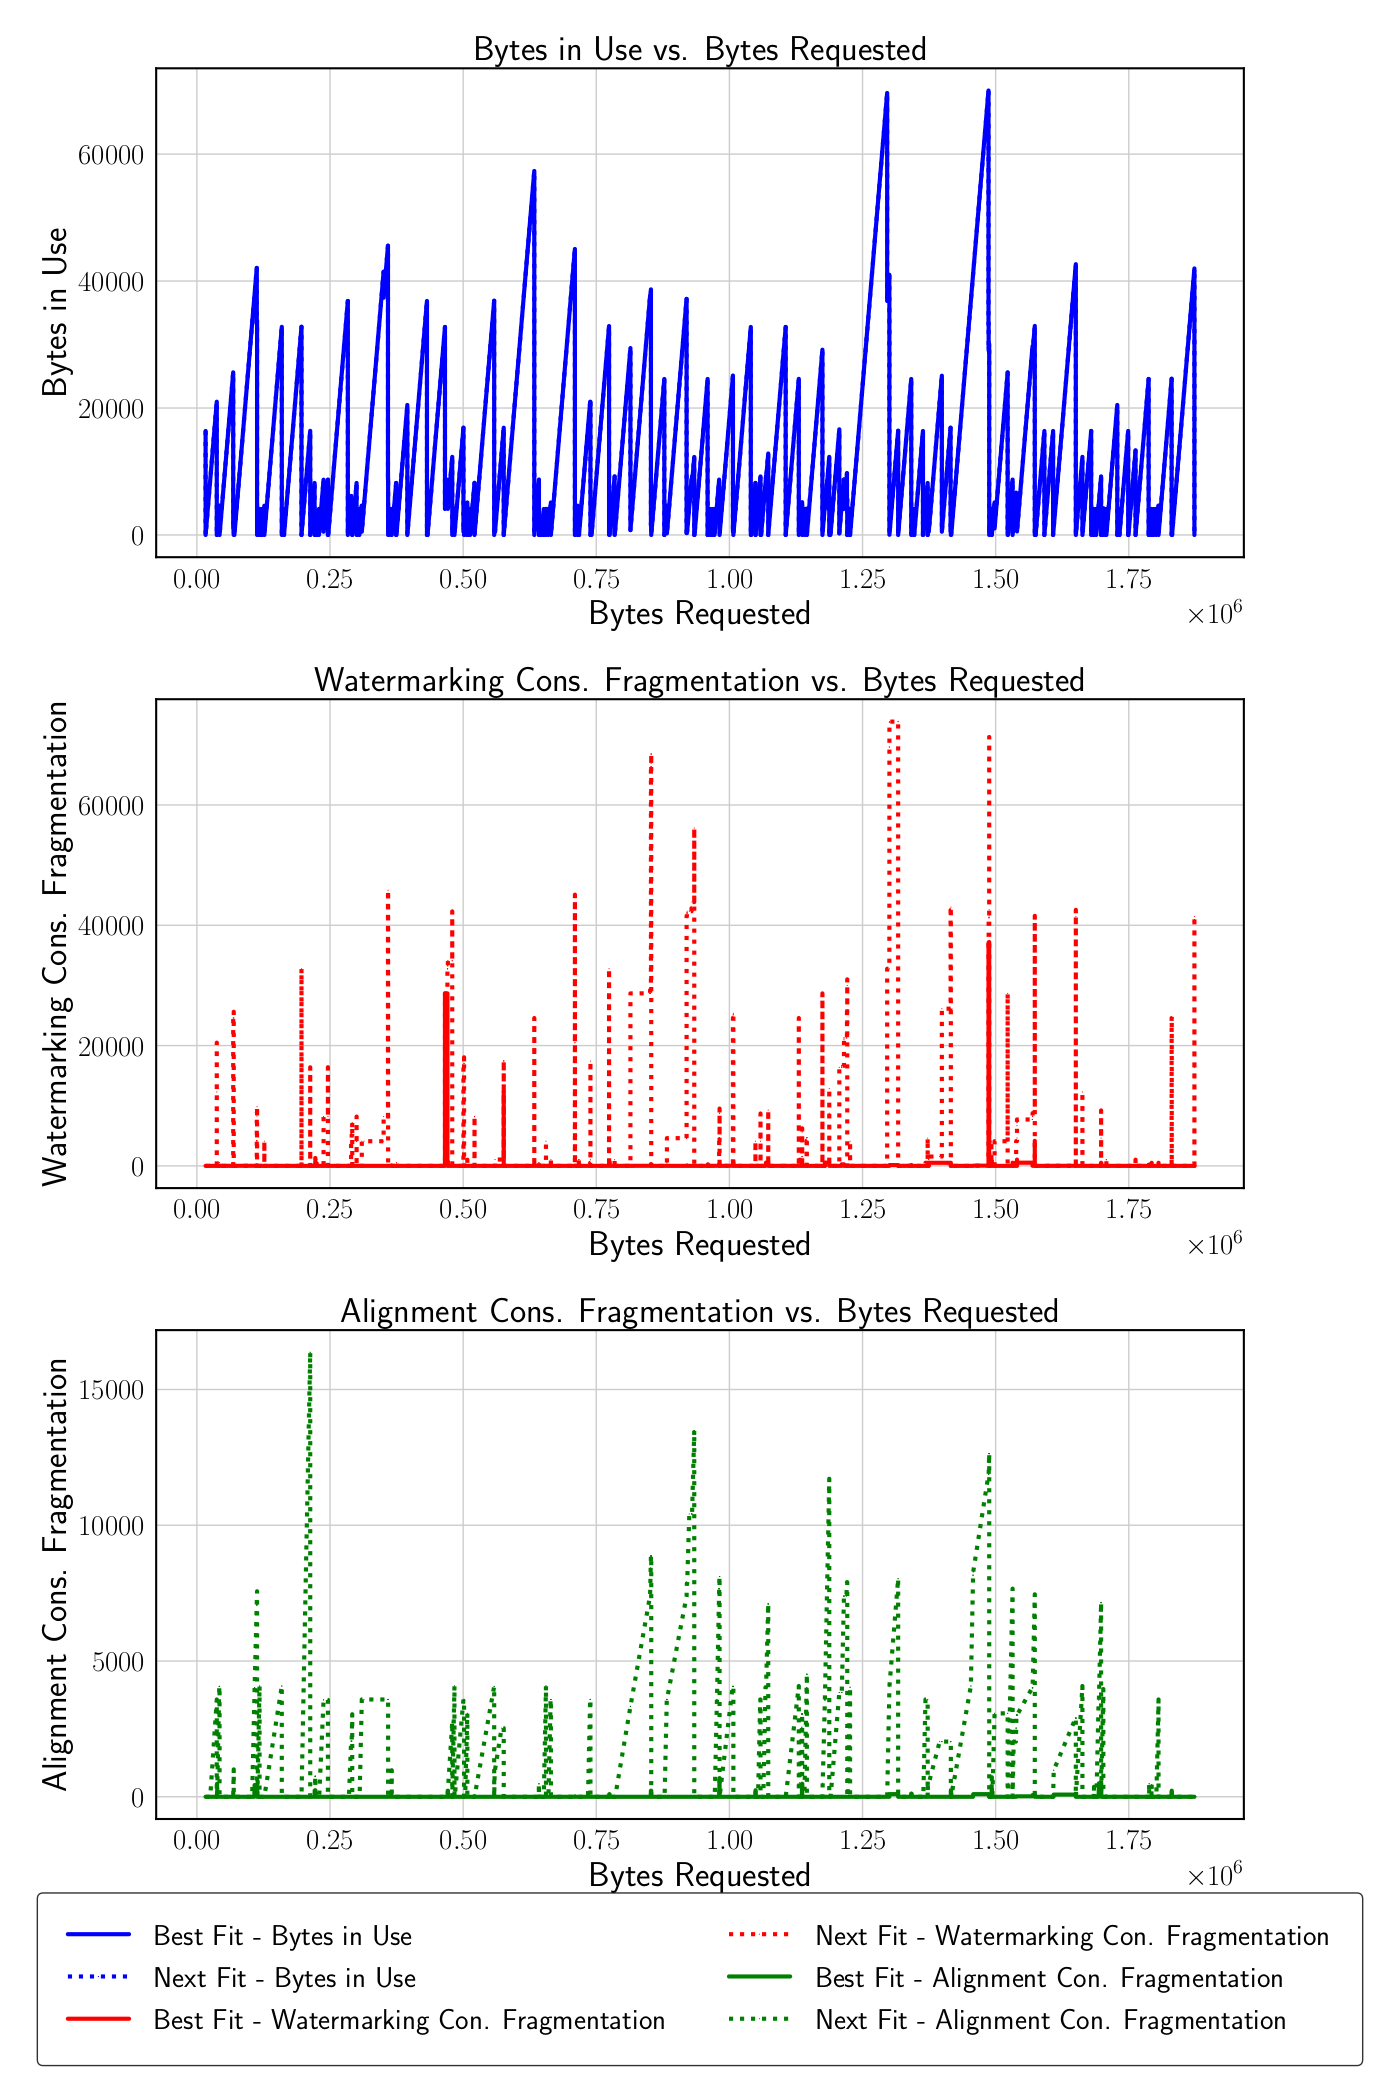 Bytes in Use vs. Bytes Requested
Bytes in Use
60000
40000
20000
0
0.00 0.25 0.50 0.75 1.00 1.25 1.50 1.75
Bytes Requested
×10⁶
Watermarking Cons. Fragmentation vs. Bytes Requested
Watermarking Cons. Fragmentation
60000
40000
20000
0
0.00 0.25 0.50 0.75 1.00 1.25 1.50 1.75
Bytes Requested
×10⁶
Alignment Cons. Fragmentation vs. Bytes Requested
Alignment Cons. Fragmentation
15000
10000
5000
0
0.00 0.25 0.50 0.75 1.00 1.25 1.50 1.75
Bytes Requested
×10⁶
Best Fit - Bytes in Use
Next Fit - Bytes in Use
Best Fit - Watermarking Con. Fragmentation
Next Fit - Watermarking Con. Fragmentation
Best Fit - Alignment Con. Fragmentation
Next Fit - Alignment Con. Fragmentation